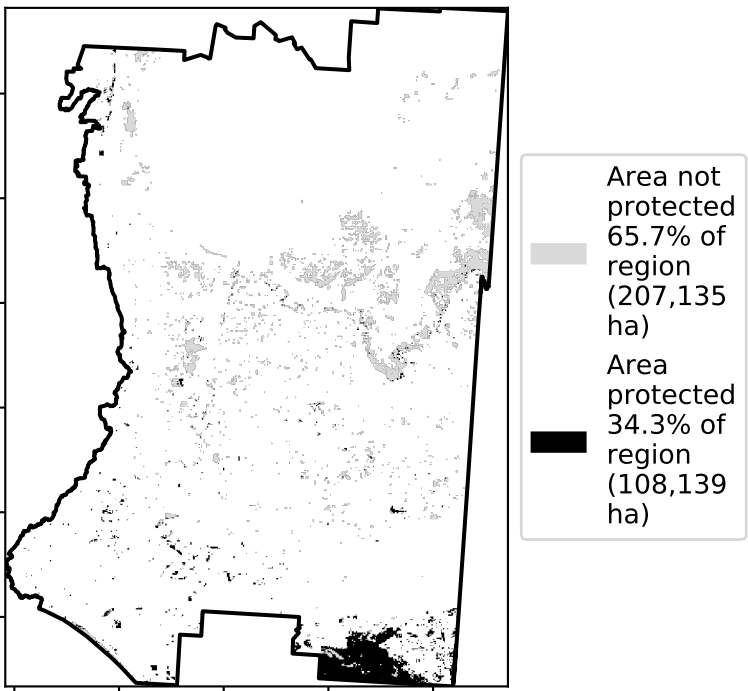 Area not
protected
65.7% of
region
(207,135
ha)
Area
protected
34.3% of
region
(108,139
ha)